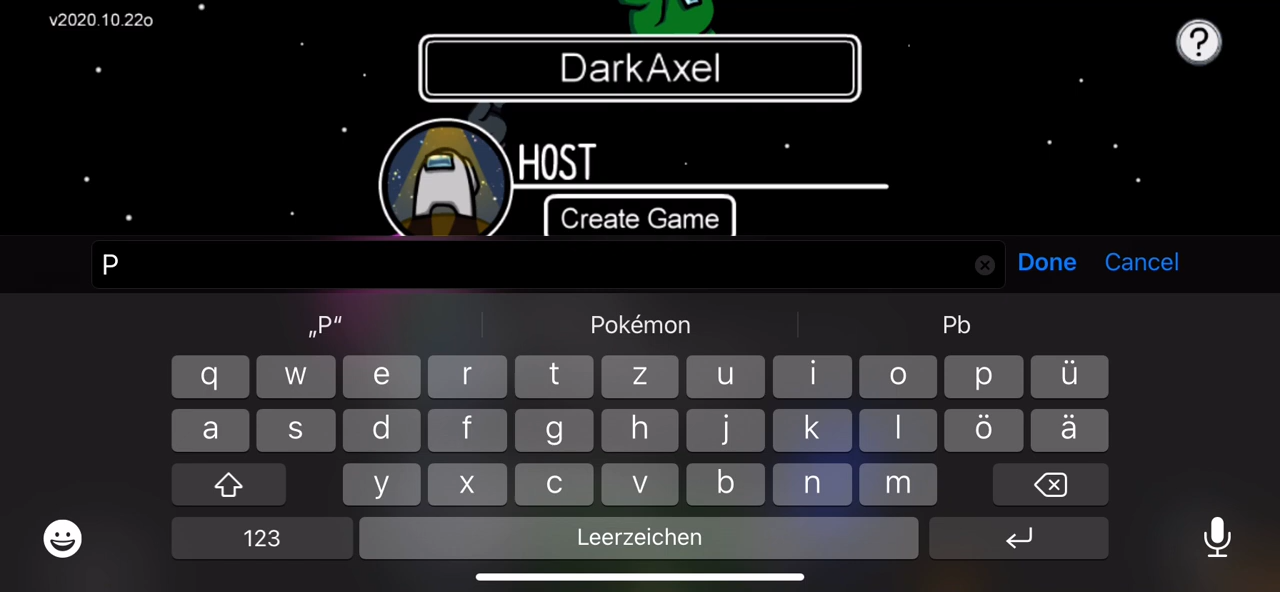 v2020.10.22o
?
DarkAxel
HOST
Create Game
P
Done Cancel
„P“ Pokémon Pb
q w e r t z u i o p ü
a s d f g h j k l ö ä
y x c v b n m
123 Leerzeichen